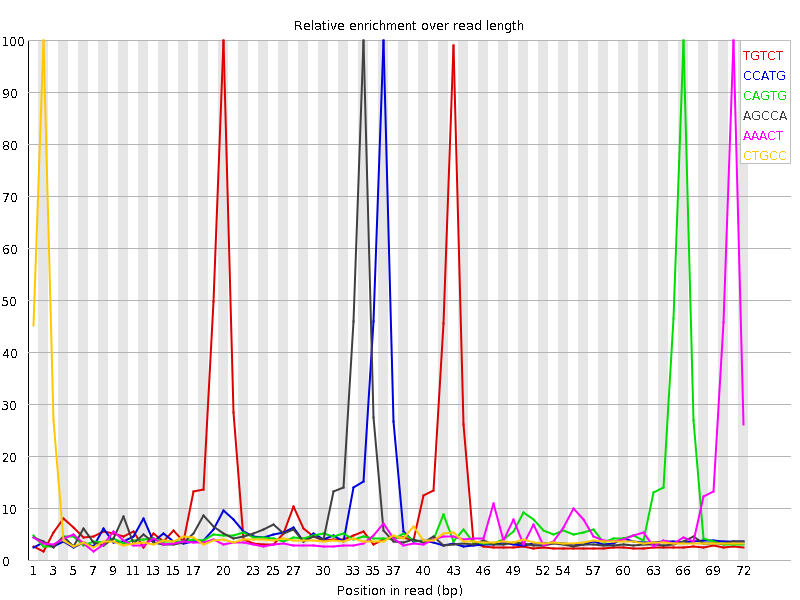 Relative enrichment over read length
100
90
80
70
60
50
40
30
20
10
0
TGTCT
CCATG
CAGTG
AGCCA
AAACT
CTGCC
1 3 5 7 9 11 13 15 17 20 23 25 27 30 33 35 37 40 43 46 49 52 54 57 60 63 66 69 72
Position in read (bp)